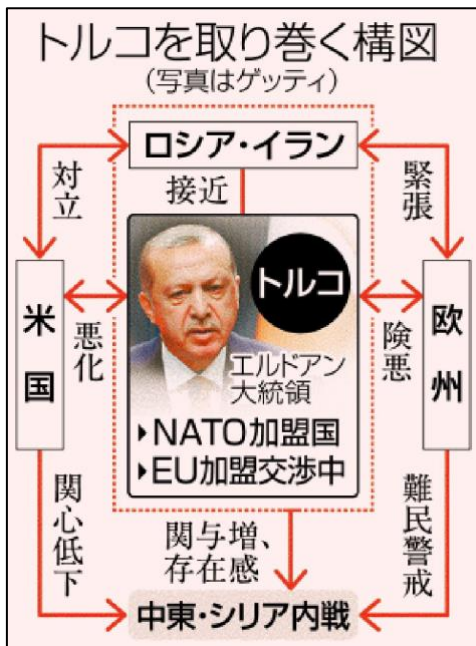 トルコを取り巻く構図
（写真はゲッティ）
ロシア・イラン
対立
接近
緊張
米国
トルコ
欧州
悪化
険悪
エルドアン
大統領
▶NATO加盟国
▶EU加盟交渉中
関心低下
関与増、
存在感
難民警戒
中東・シリア内戦